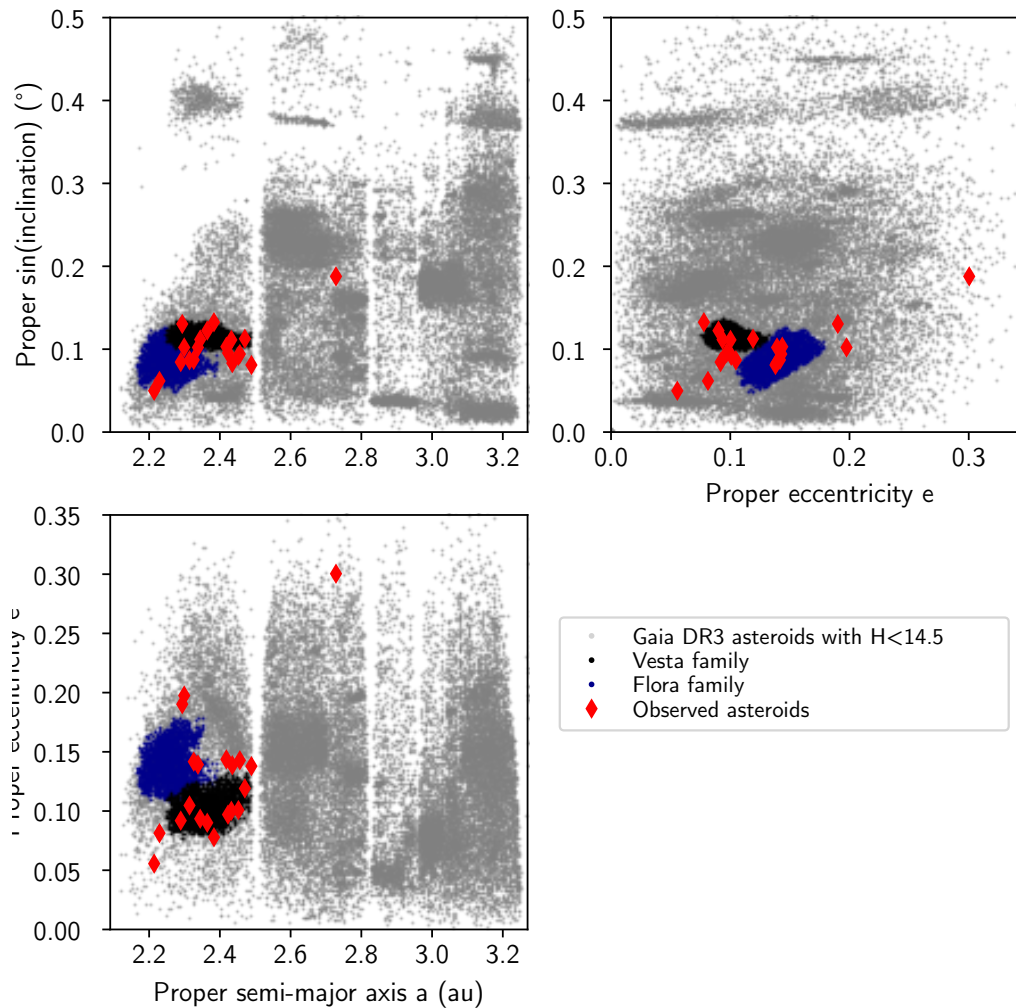 0.5
0.4
0.3
0.2
0.1
0.0
Proper sin(inclination) (°)
2.2 2.4 2.6 2.8 3.0 3.2
0.5
0.4
0.3
0.2
0.1
0.0
0.0 0.1 0.2 0.3
Proper eccentricity e
0.35
0.30
0.25
0.20
0.15
0.10
0.05
0.00
Proper eccentricity e
2.2 2.4 2.6 2.8 3.0 3.2
Proper semi-major axis a (au)
Gaia DR3 asteroids with H<14.5
Vesta family
Flora family
Observed asteroids